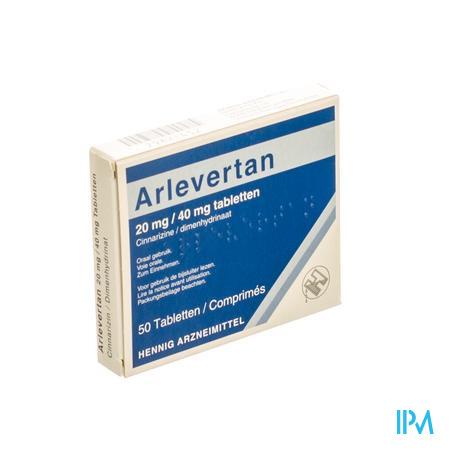 Arlevertan
20 mg / 40 mg tabletten
Cinnarizine / dimenhydrinaat
Oraal gebruik.
Voie orale.
Zum Einnehmen.
Voor gebruik de bijsluiter lezen.
Lire la notice avant utilisation.
Packungsbeilage beachten.
50 Tabletten / Comprimés
HENNIG ARZNEIMITTEL
Arlevertan 20 mg / 40 mg Tabletten
Cinnarizin / Dimenhydrinat
IPM